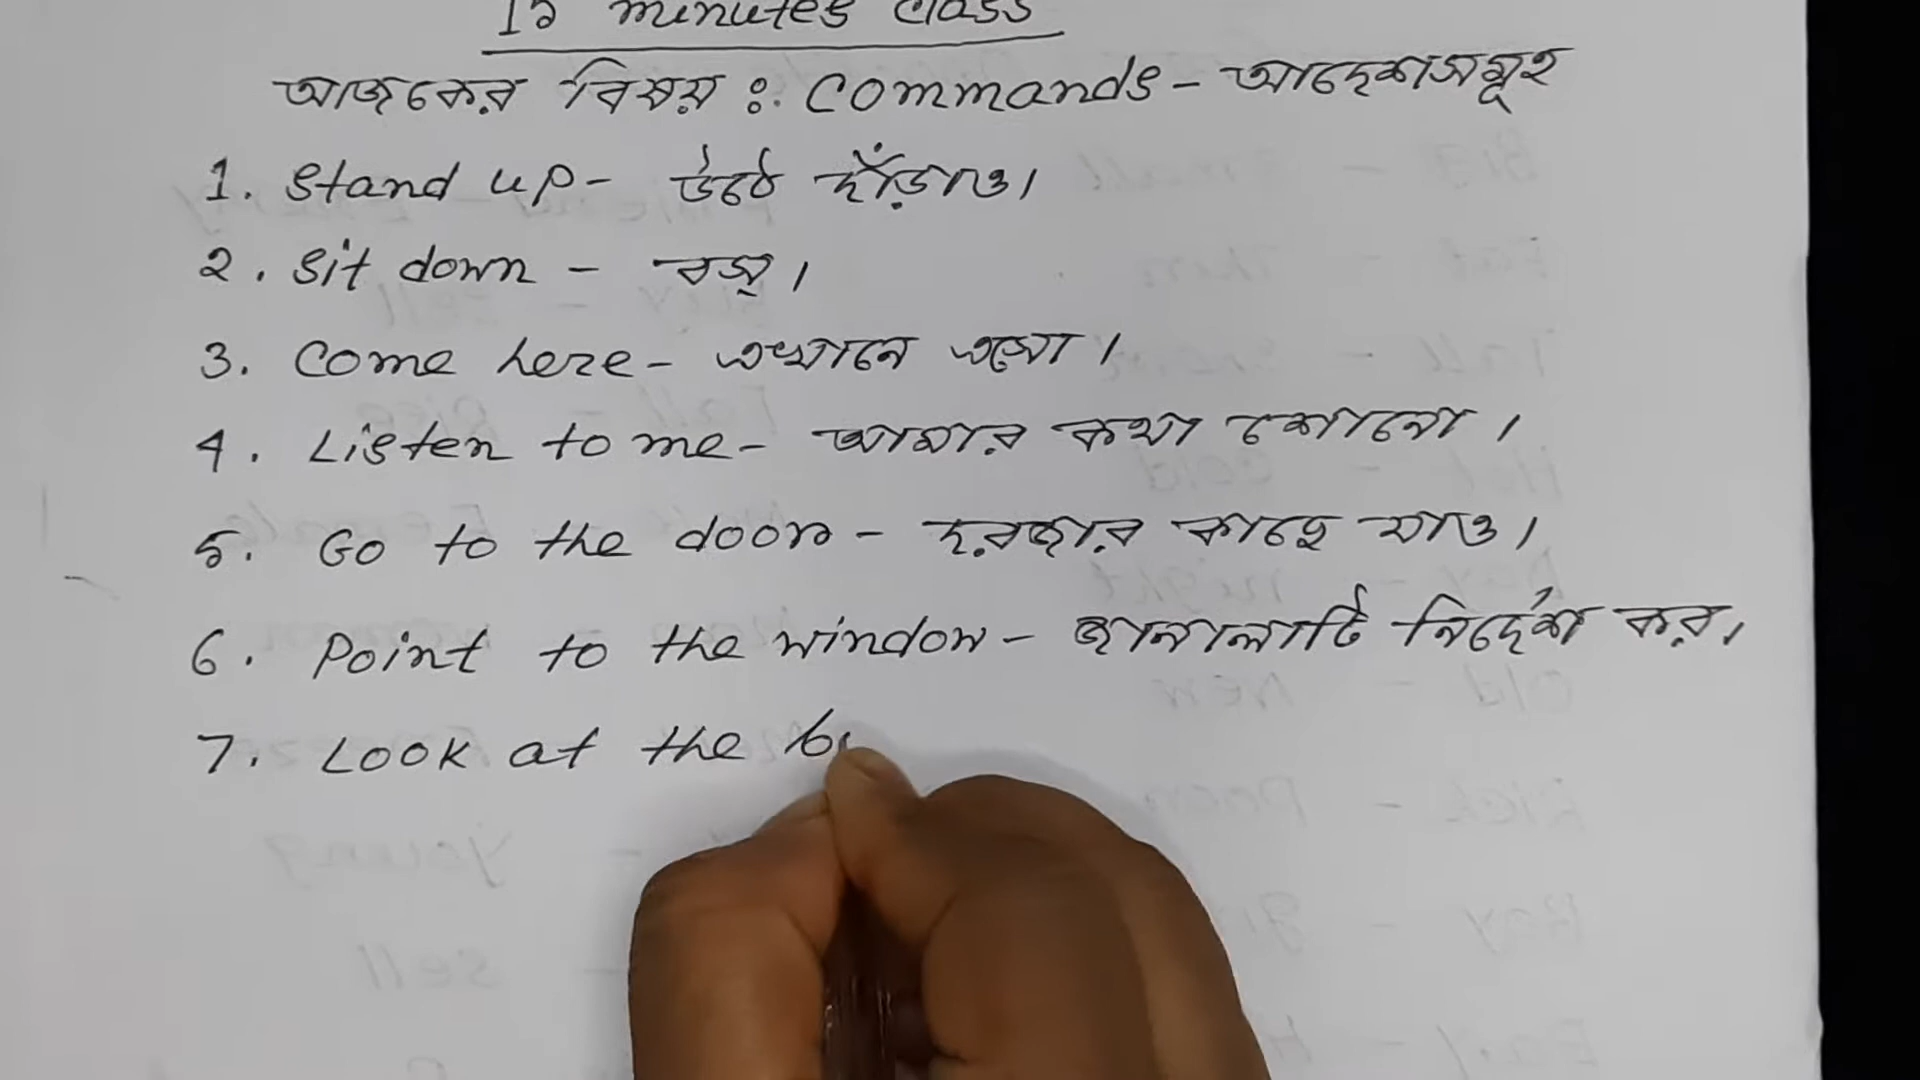 minutes class
আজকের বিষয় : Commands - আদেশসমূহ
1. Stand up - উঠে দাঁড়াও।
2. Sit down - বস।
3. Come here - এখানে এসো।
4. Listen to me - আমার কথা শোনো।
5. Go to the door - দরজার কাছে যাও।
6. Point to the window - জানালাটি নির্দেশ কর।
7. Look at the